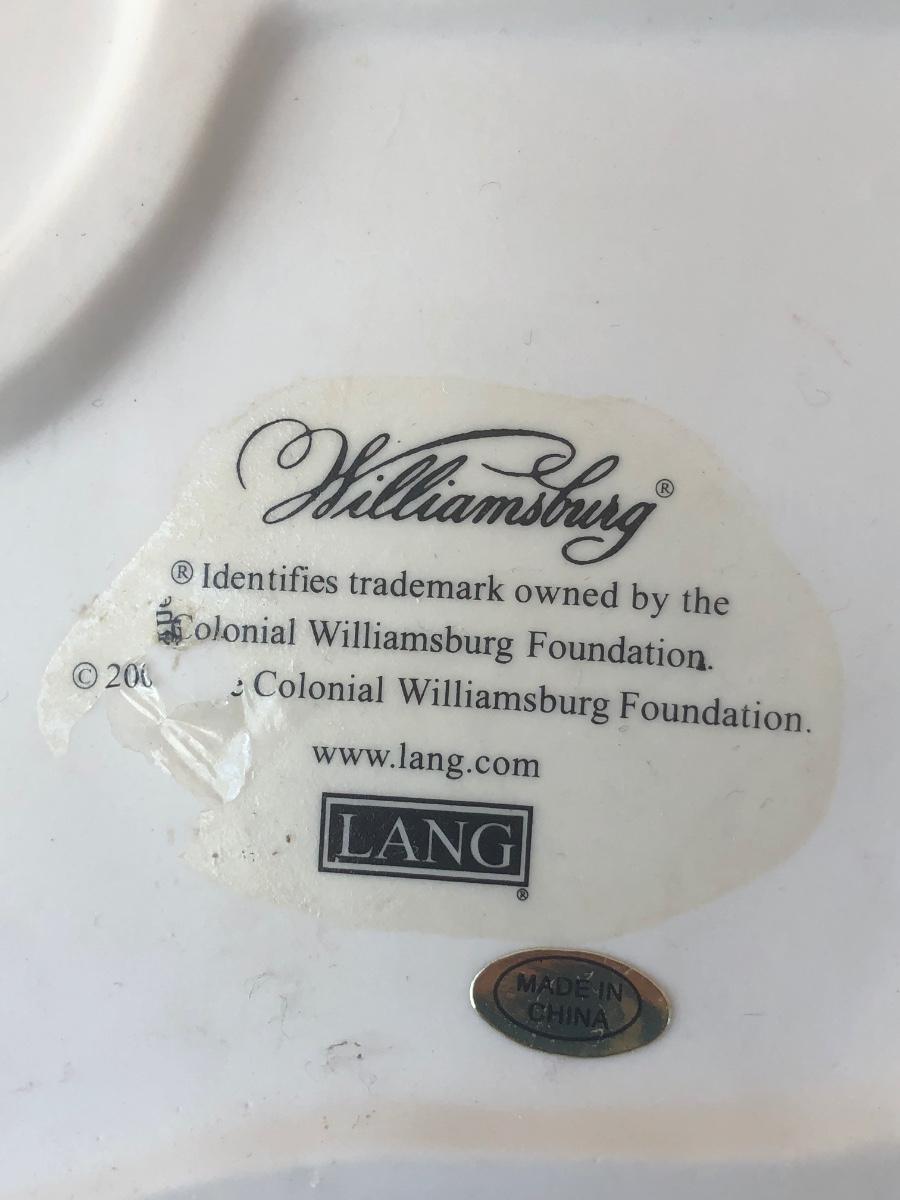 Williamsburg®
® Identifies trademark owned by the
Colonial Williamsburg Foundation.
© Colonial Williamsburg Foundation.
www.lang.com
LANG
®
MADE IN
CHINA